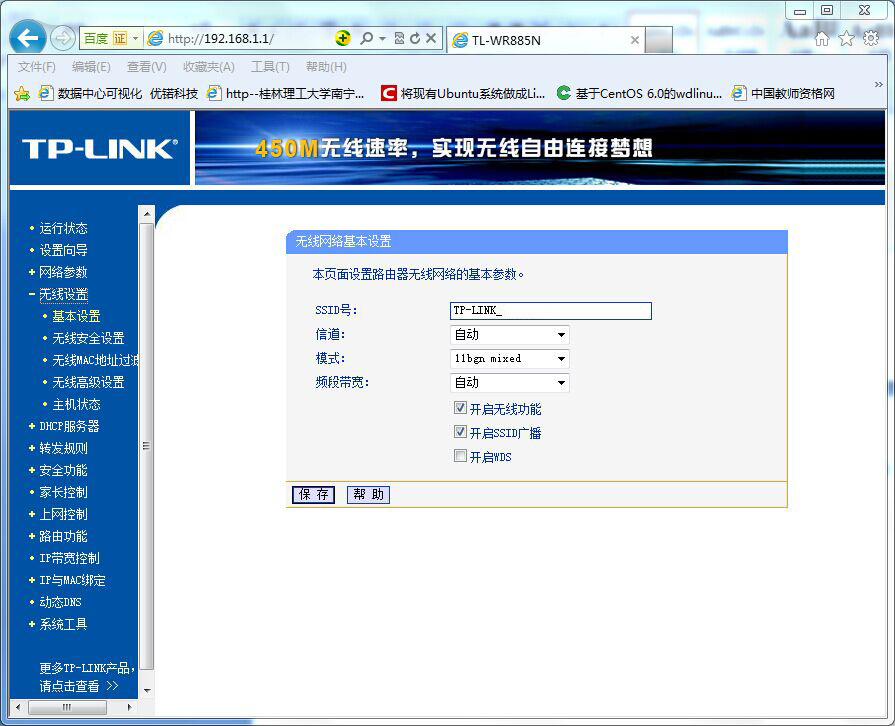 百度 证 http://192.168.1.1/ TL-WR885N
文件(F) 编辑(E) 查看(V) 收藏夹(A) 工具(T) 帮助(H)
数据中心可视化 优锘科技 http--桂林理工大学南宁... 将现有Ubuntu系统做成Li... 基于CentOS 6.0的wdlinu... 中国教师资格网 »
TP-LINK®
450M无线速率，实现无线自由连接梦想
• 运行状态
• 设置向导
+ 网络参数
- 无线设置
• 基本设置
• 无线安全设置
• 无线MAC地址过滤
• 无线高级设置
• 主机状态
+ DHCP服务器
+ 转发规则
+ 安全功能
+ 家长控制
+ 上网控制
+ 路由功能
• IP带宽控制
+ IP与MAC绑定
• 动态DNS
+ 系统工具
更多TP-LINK产品，
请点击查看 >>
无线网络基本设置
本页面设置路由器无线网络的基本参数。
SSID号： TP-LINK_
信道： 自动
模式： 11bgn mixed
频段带宽： 自动
开启无线功能
开启SSID广播
开启WDS
保 存 帮 助